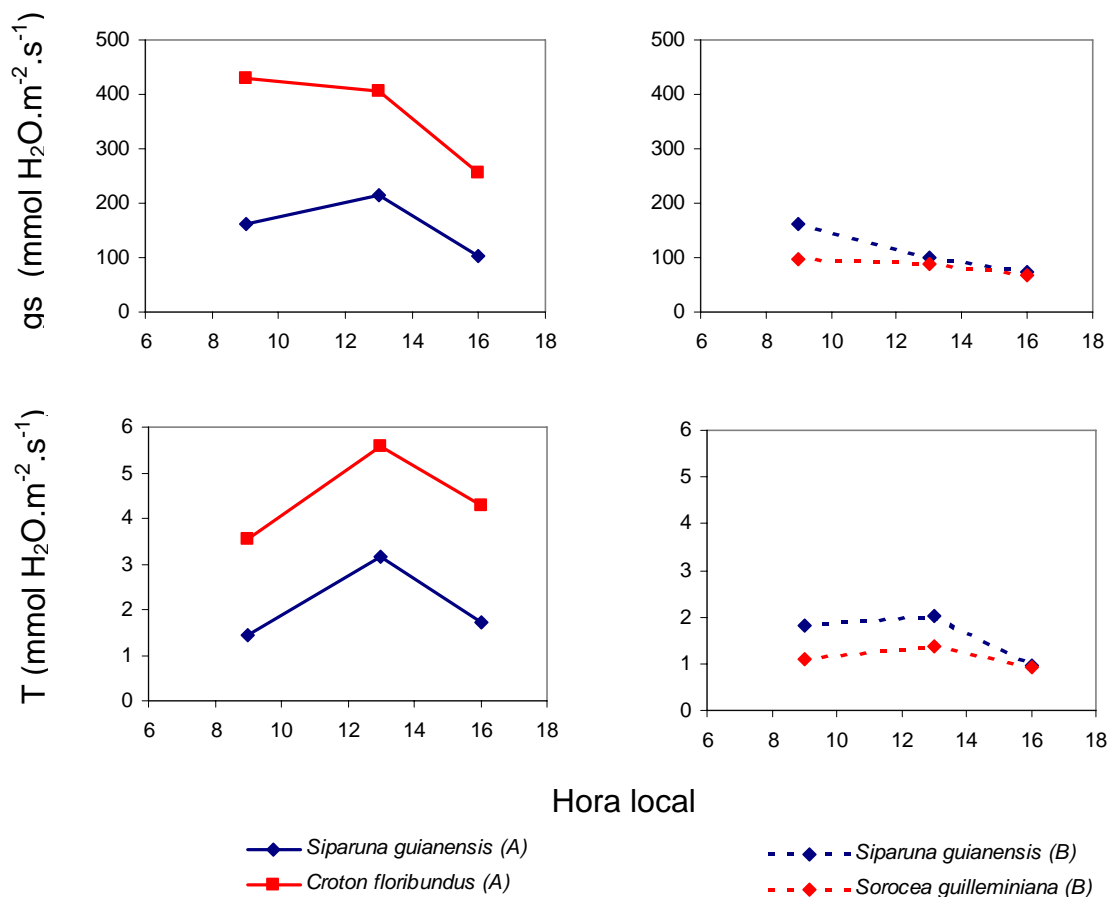 gs (mmol H₂O.m⁻².s⁻¹)
500
400
300
200
100
0
6 8 10 12 14 16 18
500
400
300
200
100
0
6 8 10 12 14 16 18
T (mmol H₂O.m⁻².s⁻¹)
6
5
4
3
2
1
0
6 8 10 12 14 16 18
6
5
4
3
2
1
0
6 8 10 12 14 16 18
Hora local
Siparuna guianensis (A)
Croton floribundus (A)
Siparuna guianensis (B)
Sorocea guilleminiana (B)